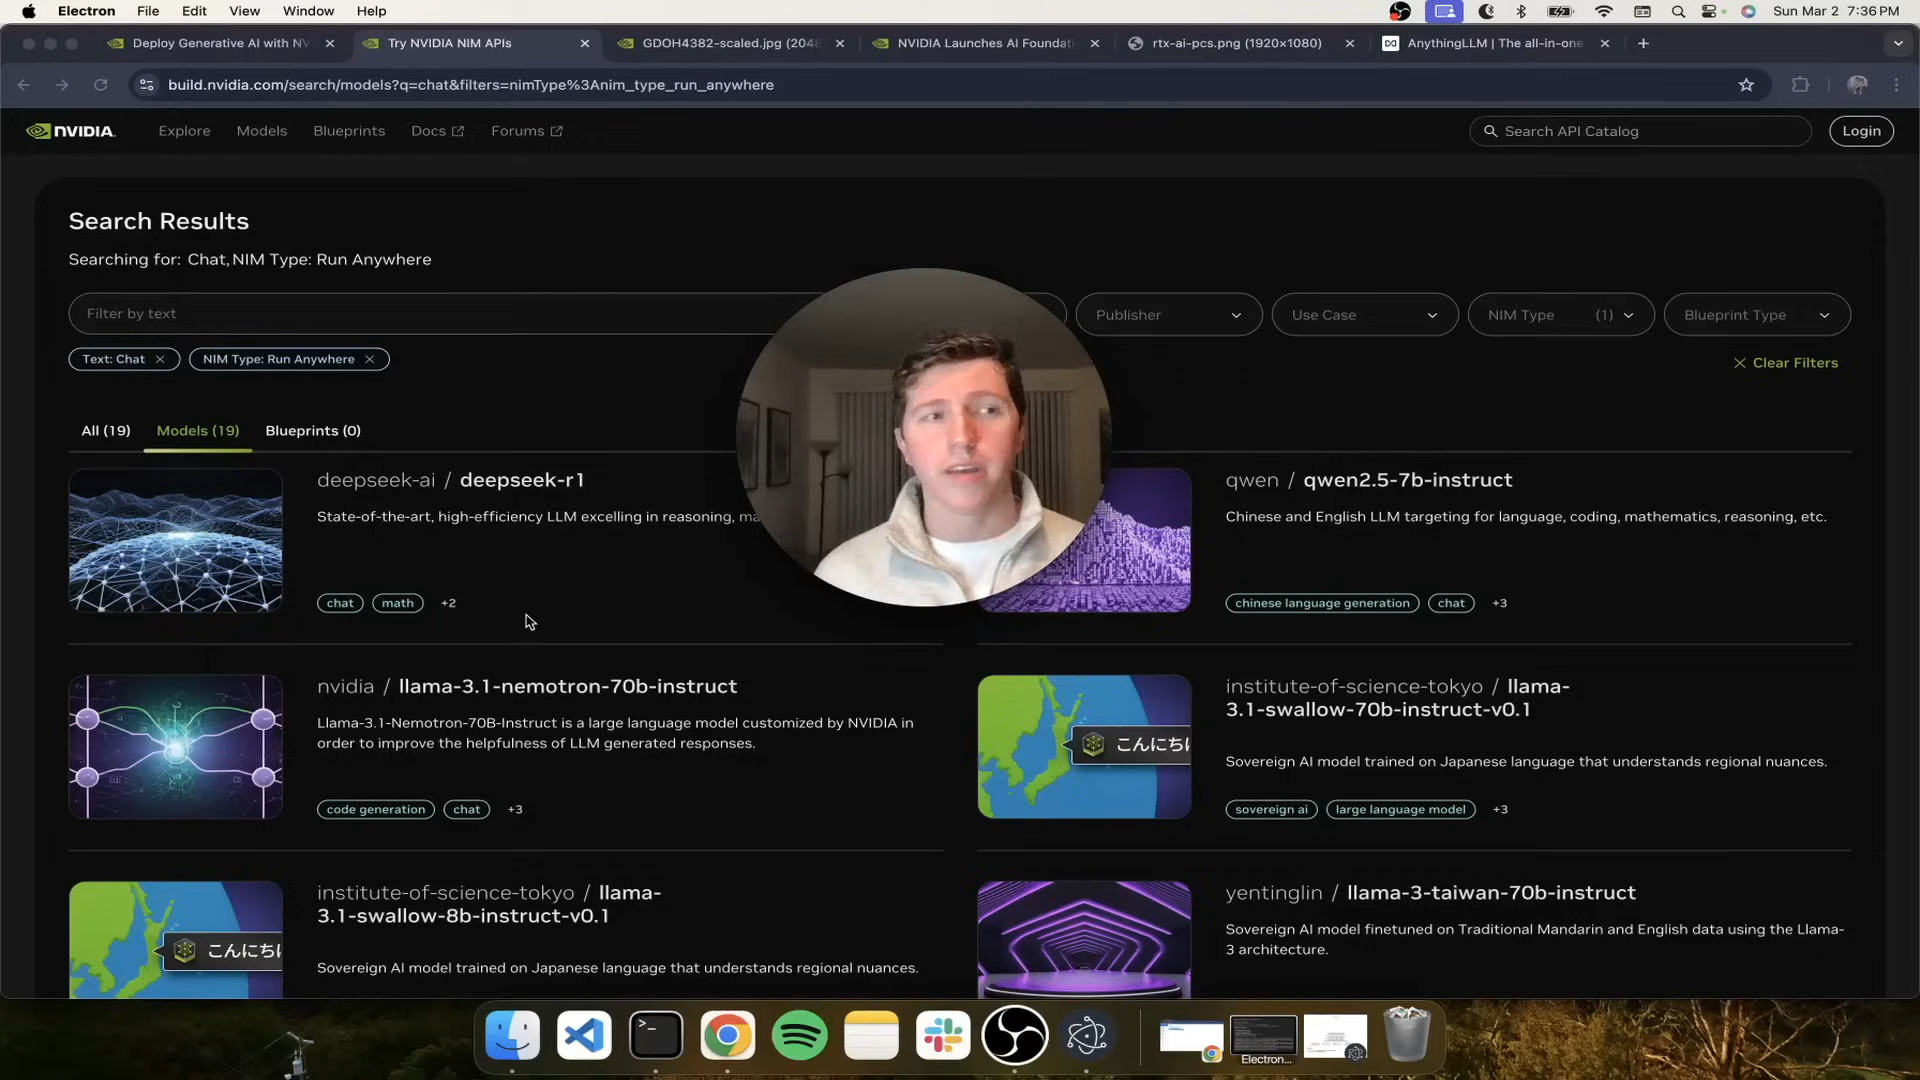 Electron File Edit View Window Help
Sun Mar 2 7:36 PM
Deploy Generative AI with NV
Try NVIDIA NIM APIs
GDOH4382-scaled.jpg (2048
NVIDIA Launches AI Foundati
rtx-ai-pcs.png (1920×1080)
AnythingLLM | The all-in-one
build.nvidia.com/search/models?q=chat&filters=nimType%3Anim_type_run_anywhere
NVIDIA. Explore Models Blueprints Docs Forums
Search API Catalog
Login
Search Results
Searching for: Chat,NIM Type: Run Anywhere
Filter by text
Publisher
Use Case
NIM Type (1)
Blueprint Type
Text: Chat
NIM Type: Run Anywhere
Clear Filters
All (19) Models (19) Blueprints (0)
deepseek-ai / deepseek-r1
State-of-the-art, high-efficiency LLM excelling in reasoning,
chat math +2
qwen / qwen2.5-7b-instruct
Chinese and English LLM targeting for language, coding, mathematics, reasoning, etc.
chinese language generation chat +3
nvidia / llama-3.1-nemotron-70b-instruct
Llama-3.1-Nemotron-70B-Instruct is a large language model customized by NVIDIA in
order to improve the helpfulness of LLM generated responses.
code generation chat +3
こんにちは
institute-of-science-tokyo / llama-
3.1-swallow-70b-instruct-v0.1
Sovereign AI model trained on Japanese language that understands regional nuances.
sovereign ai large language model +3
こんにちは
institute-of-science-tokyo / llama-
3.1-swallow-8b-instruct-v0.1
Sovereign AI model trained on Japanese language that understands regional nuances.
yentinglin / llama-3-taiwan-70b-instruct
Sovereign AI model finetuned on Traditional Mandarin and English data using the Llama-
3 architecture.
Electron...